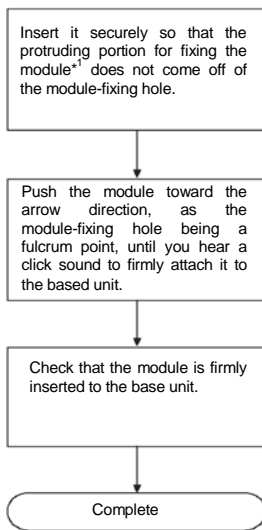 Insert it securely so that the
protruding portion for fixing the
module*1 does not come off of
the module-fixing hole.
Push the module toward the
arrow direction, as the
module-fixing hole being a
fulcrum point, until you hear a
click sound to firmly attach it to
the based unit.
Check that the module is firmly
inserted to the base unit.
Complete